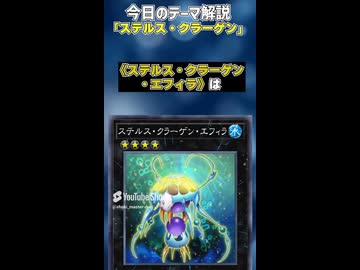 今日のテーマ解説
『ステルス・クラーゲン』
《ステルス・クラーゲン
・エフィラ》は
ステルス・クラーゲン・エフィラ
水
YouTubeSho